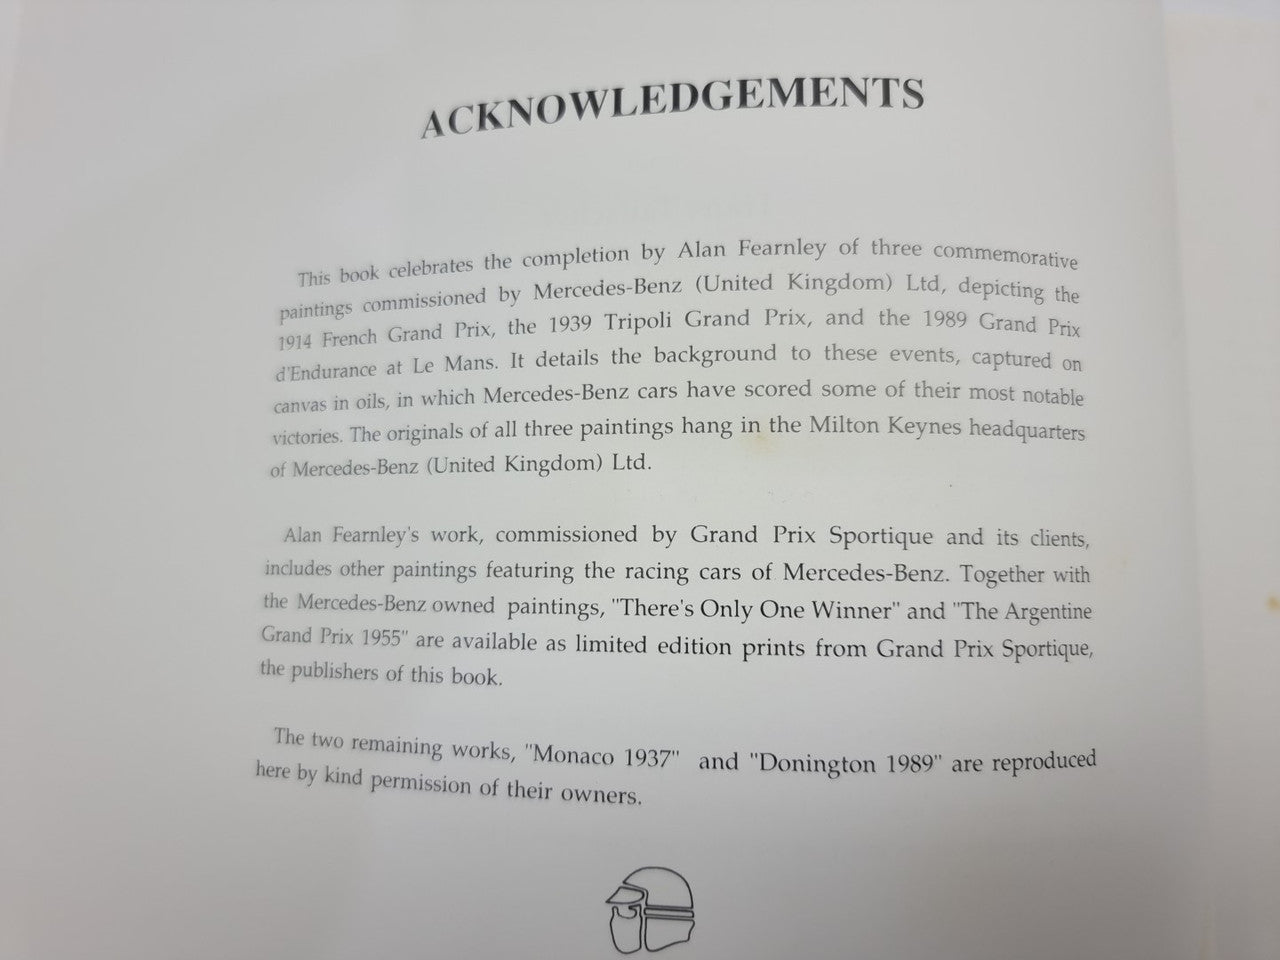 ACKNOWLEDGEMENTS
This book celebrates the completion by Alan Fearnley of three commemorative
paintings commissioned by Mercedes-Benz (United Kingdom) Ltd, depicting the
1914 French Grand Prix, the 1939 Tripoli Grand Prix, and the 1989 Grand Prix
d'Endurance at Le Mans. It details the background to these events, captured on
canvas in oils, in which Mercedes-Benz cars have scored some of their most notable
victories. The originals of all three paintings hang in the Milton Keynes headquarters
of Mercedes-Benz (United Kingdom) Ltd.
Alan Fearnley's work, commissioned by Grand Prix Sportique and its clients,
includes other paintings featuring the racing cars of Mercedes-Benz. Together with
the Mercedes-Benz owned paintings, "There's Only One Winner" and "The Argentine
Grand Prix 1955" are available as limited edition prints from Grand Prix Sportique,
the publishers of this book.
The two remaining works, "Monaco 1937" and "Donington 1989" are reproduced
here by kind permission of their owners.